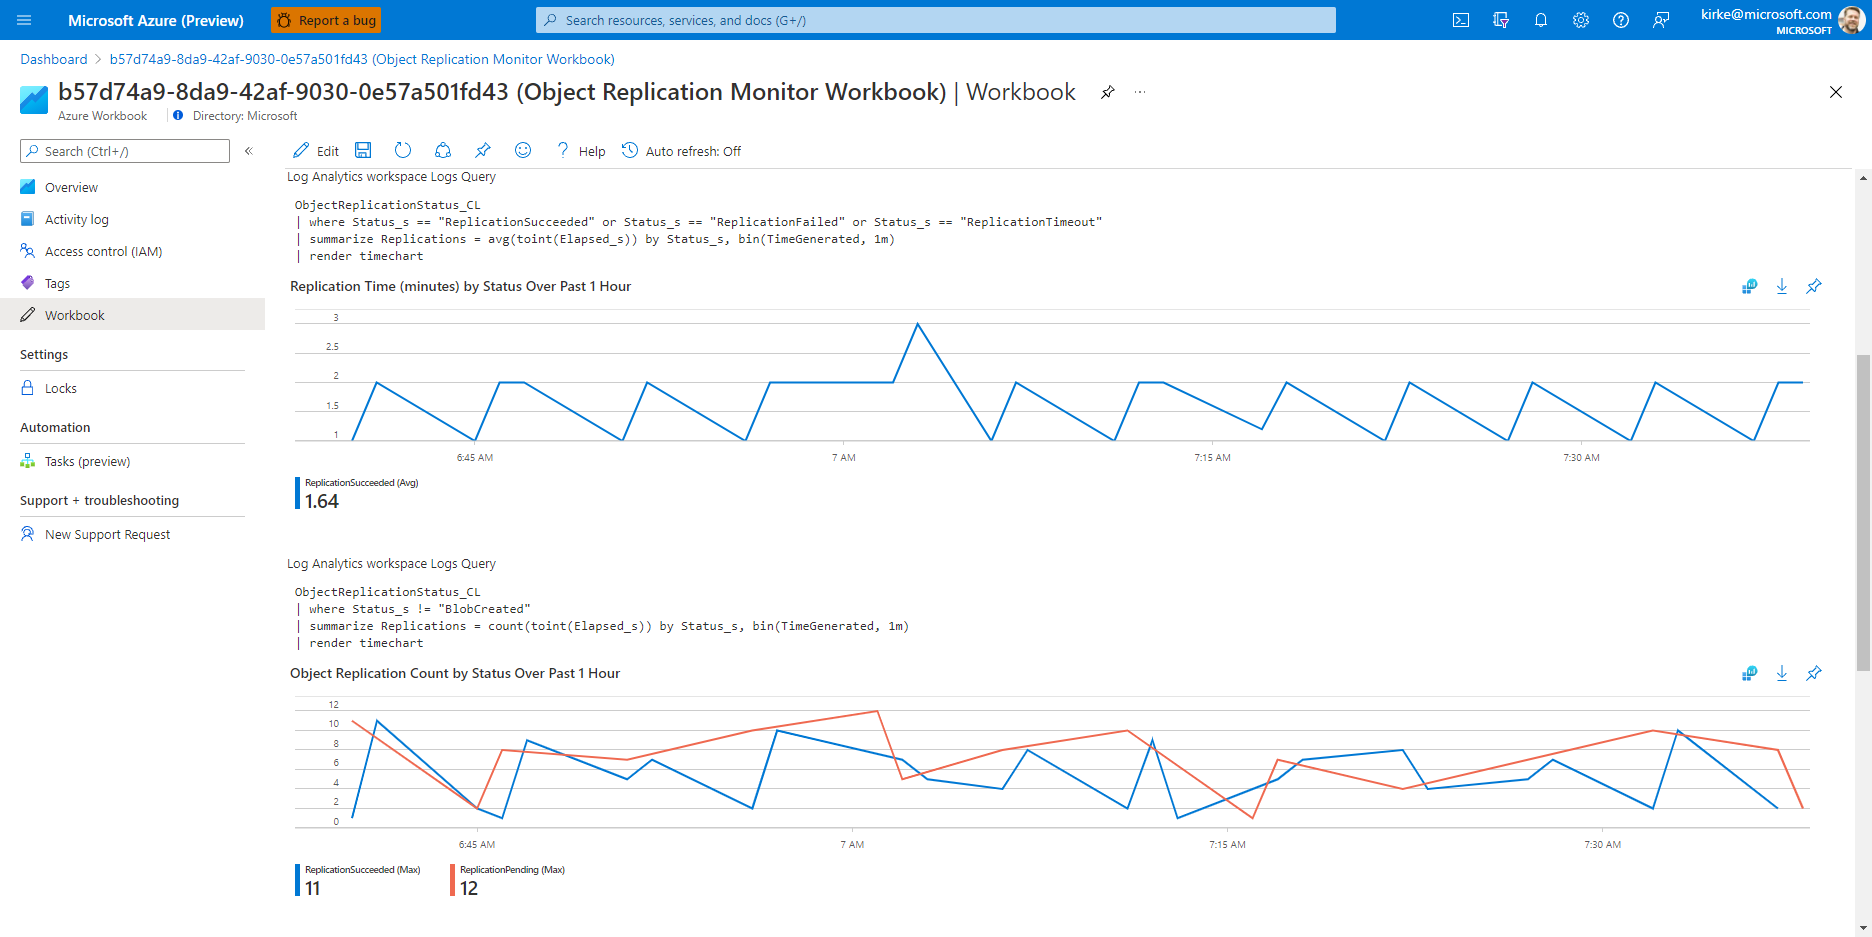 Microsoft Azure (Preview)
Report a bug
Search resources, services, and docs (G+/)
kirke@microsoft.com
MICROSOFT
Dashboard > b57d74a9-8da9-42af-9030-0e57a501fd43 (Object Replication Monitor Workbook)
b57d74a9-8da9-42af-9030-0e57a501fd43 (Object Replication Monitor Workbook) | Workbook
Azure Workbook
Directory: Microsoft
Search (Ctrl+/)
«
Overview
Activity log
Access control (IAM)
Tags
Workbook
Settings
Locks
Automation
Tasks (preview)
Support + troubleshooting
New Support Request
Edit
Help
Auto refresh: Off
Log Analytics workspace Logs Query
ObjectReplicationStatus_CL
| where Status_s == "ReplicationSucceeded" or Status_s == "ReplicationFailed" or Status_s == "ReplicationTimeout"
| summarize Replications = avg(toint(Elapsed_s)) by Status_s, bin(TimeGenerated, 1m)
| render timechart
Replication Time (minutes) by Status Over Past 1 Hour
3
2.5
2
1.5
1
6:45 AM
7 AM
7:15 AM
7:30 AM
ReplicationSucceeded (Avg)
1.64
Log Analytics workspace Logs Query
ObjectReplicationStatus_CL
| where Status_s != "BlobCreated"
| summarize Replications = count(toint(Elapsed_s)) by Status_s, bin(TimeGenerated, 1m)
| render timechart
Object Replication Count by Status Over Past 1 Hour
12
10
8
6
4
2
0
6:45 AM
7 AM
7:15 AM
7:30 AM
ReplicationSucceeded (Max)
11
ReplicationPending (Max)
12